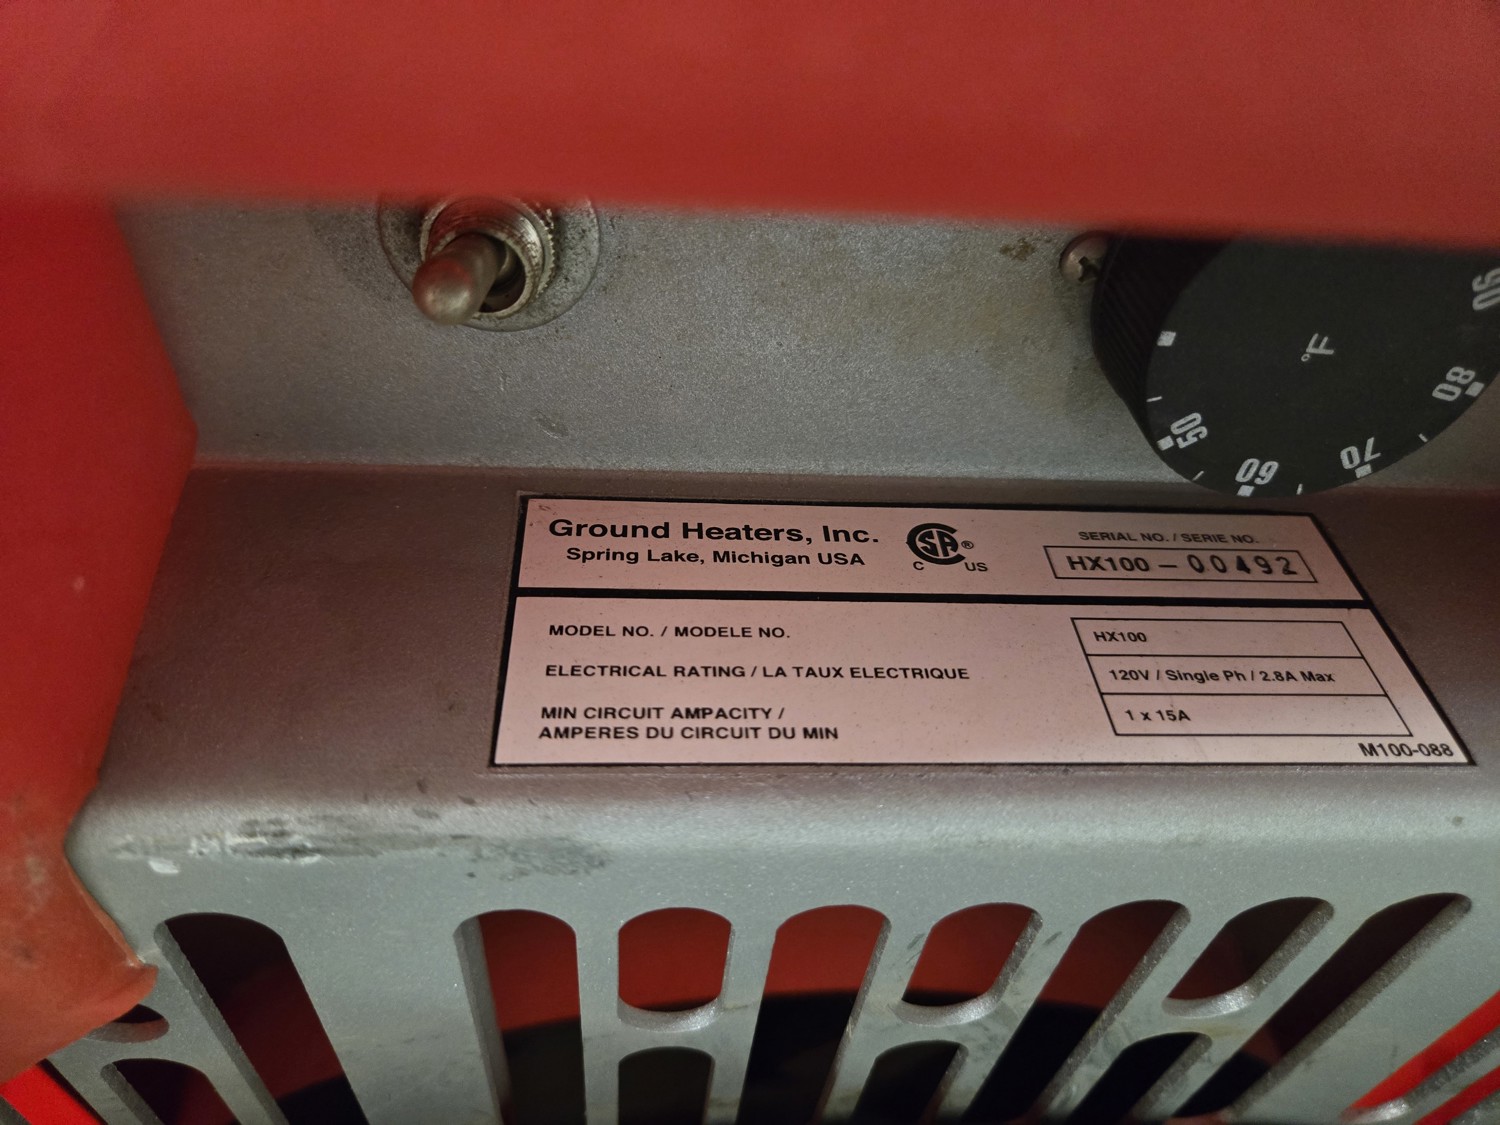 °F
50
60
70
80
90
Ground Heaters, Inc.
Spring Lake, Michigan USA
CSA ®
C US
SERIAL NO. / SERIE NO.
HX100 – 00492
MODEL NO. / MODELE NO.
HX100
ELECTRICAL RATING / LA TAUX ELECTRIQUE
120V / Single Ph / 2.8A Max
MIN CIRCUIT AMPACITY /
AMPERES DU CIRCUIT DU MIN
1 x 15A
M100-088